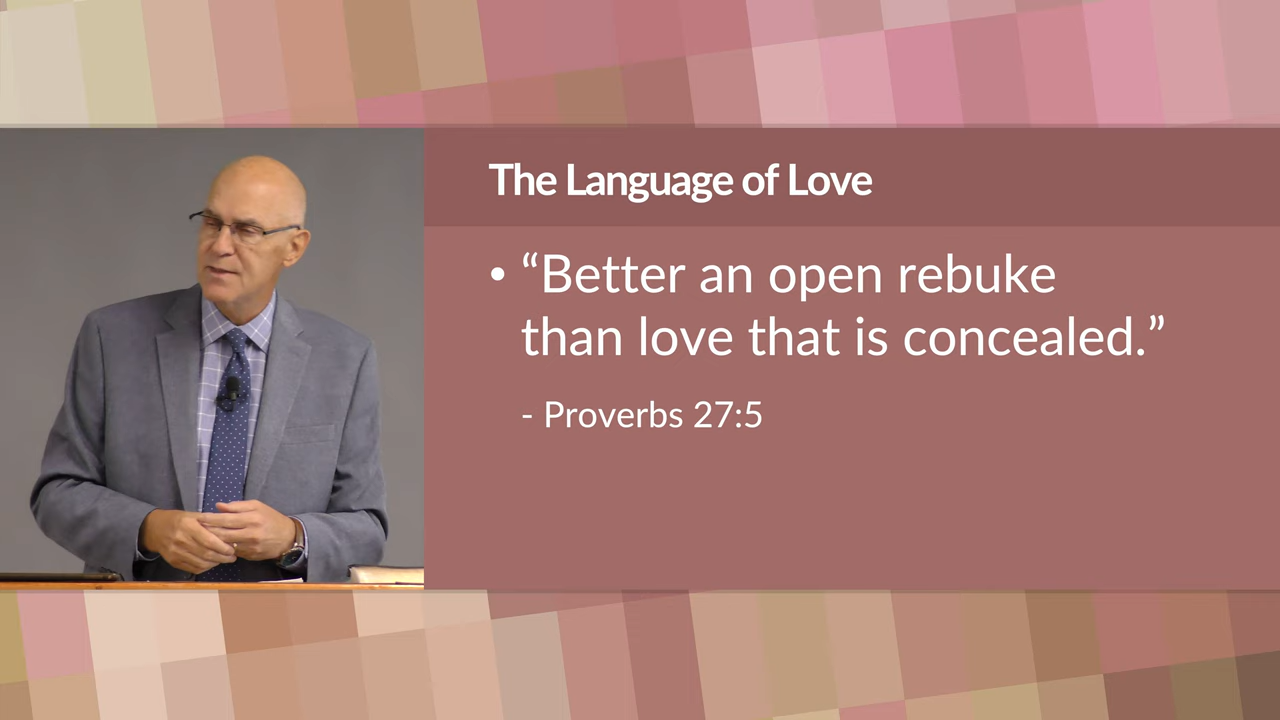 The Language of Love
• “Better an open rebuke
than love that is concealed.”
- Proverbs 27:5